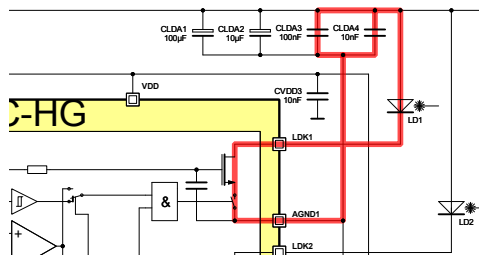 CLDA1 CLDA2 CLDA3 CLDA4
100µF 10µF 100nF 10nF
VDD
CVDD3
10nF
C-HG
LD1
LDK1
&
AGND1
LD2
+
LDK2